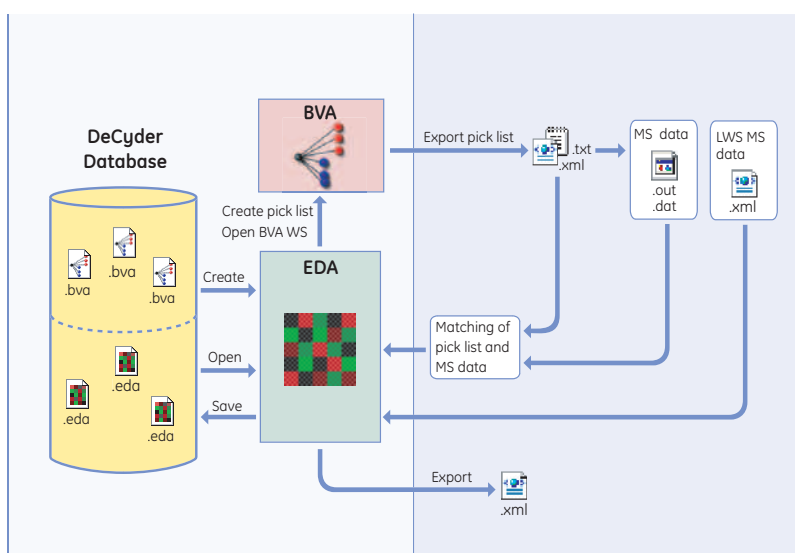 DeCyder
Database
.bva
.bva
.bva
.eda
.eda
.eda
Create
Open
Save
BVA
Create pick list
Open BVA WS
EDA
Export pick list
.txt
.xml
MS data
.out
.dat
LWS MS
data
.xml
Matching of
pick list and
MS data
Export
.xml